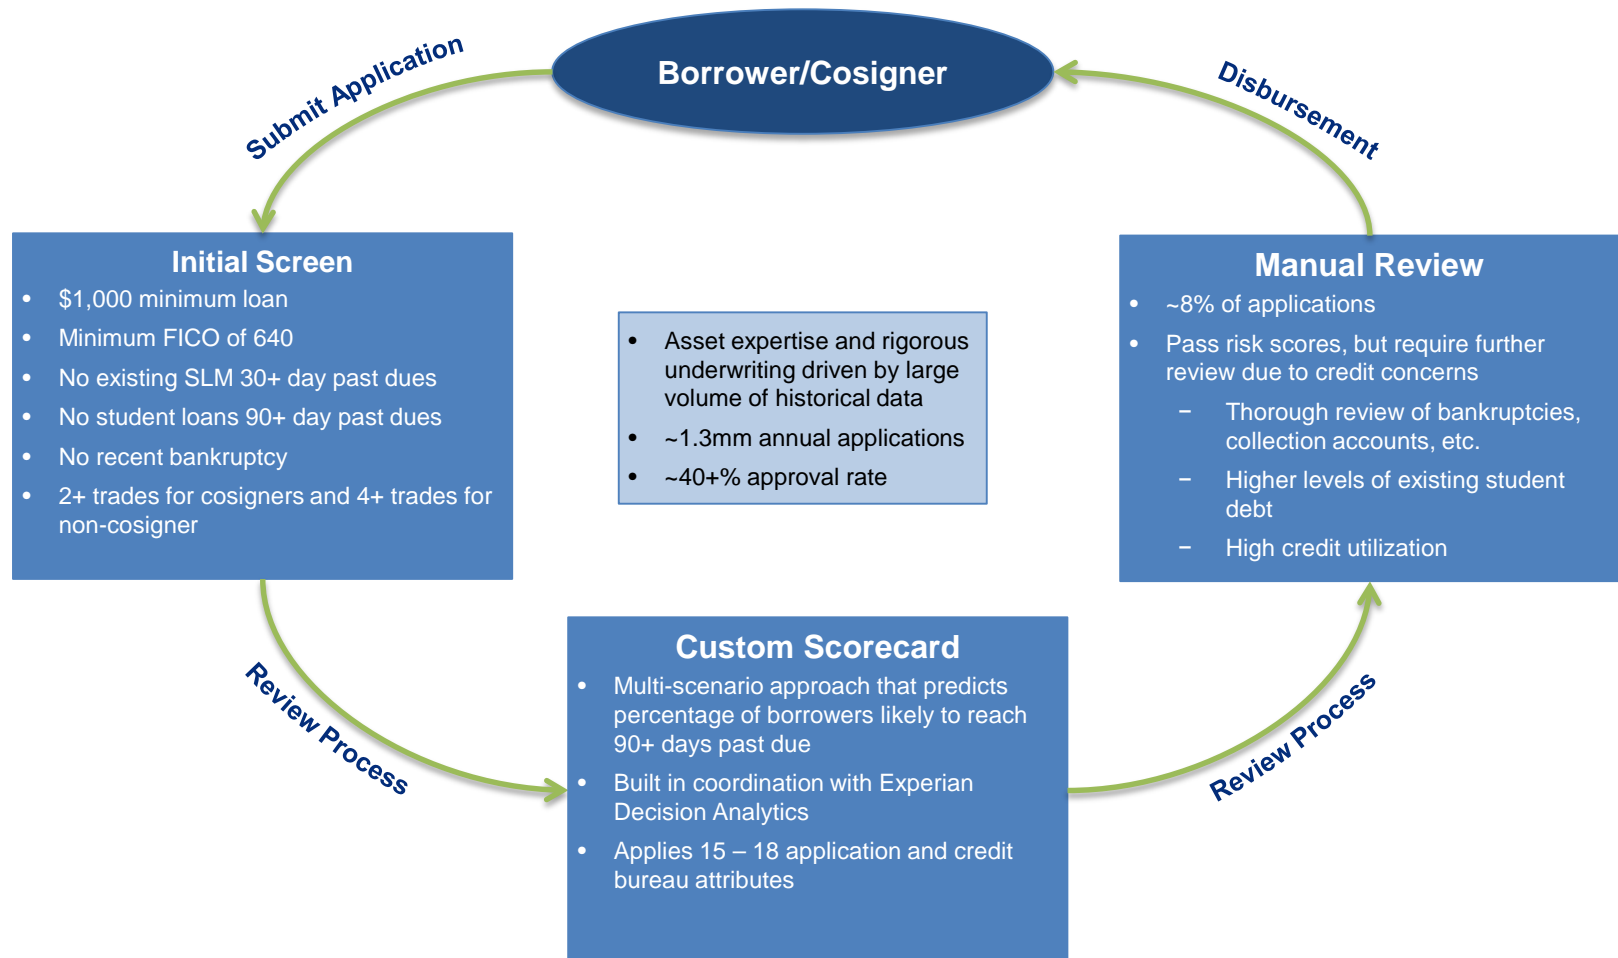 Borrower/Cosigner
Submit Application
Disbursement
Initial Screen
• $1,000 minimum loan
• Minimum FICO of 640
• No existing SLM 30+ day past dues
• No student loans 90+ day past dues
• No recent bankruptcy
• 2+ trades for cosigners and 4+ trades for
non-cosigner
• Asset expertise and rigorous
underwriting driven by large
volume of historical data
• ~1.3mm annual applications
• ~40+% approval rate
Manual Review
• ~8% of applications
• Pass risk scores, but require further
review due to credit concerns
− Thorough review of bankruptcies,
collection accounts, etc.
− Higher levels of existing student
debt
− High credit utilization
Review Process
Custom Scorecard
• Multi-scenario approach that predicts
percentage of borrowers likely to reach
90+ days past due
• Built in coordination with Experian
Decision Analytics
• Applies 15 – 18 application and credit
bureau attributes
Review Process